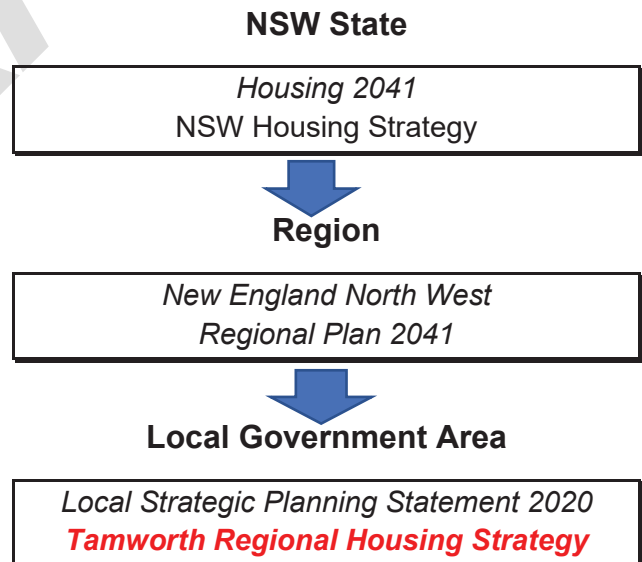 NSW State
Housing 2041
NSW Housing Strategy
Region
New England North West
Regional Plan 2041
Local Government Area
Local Strategic Planning Statement 2020
Tamworth Regional Housing Strategy